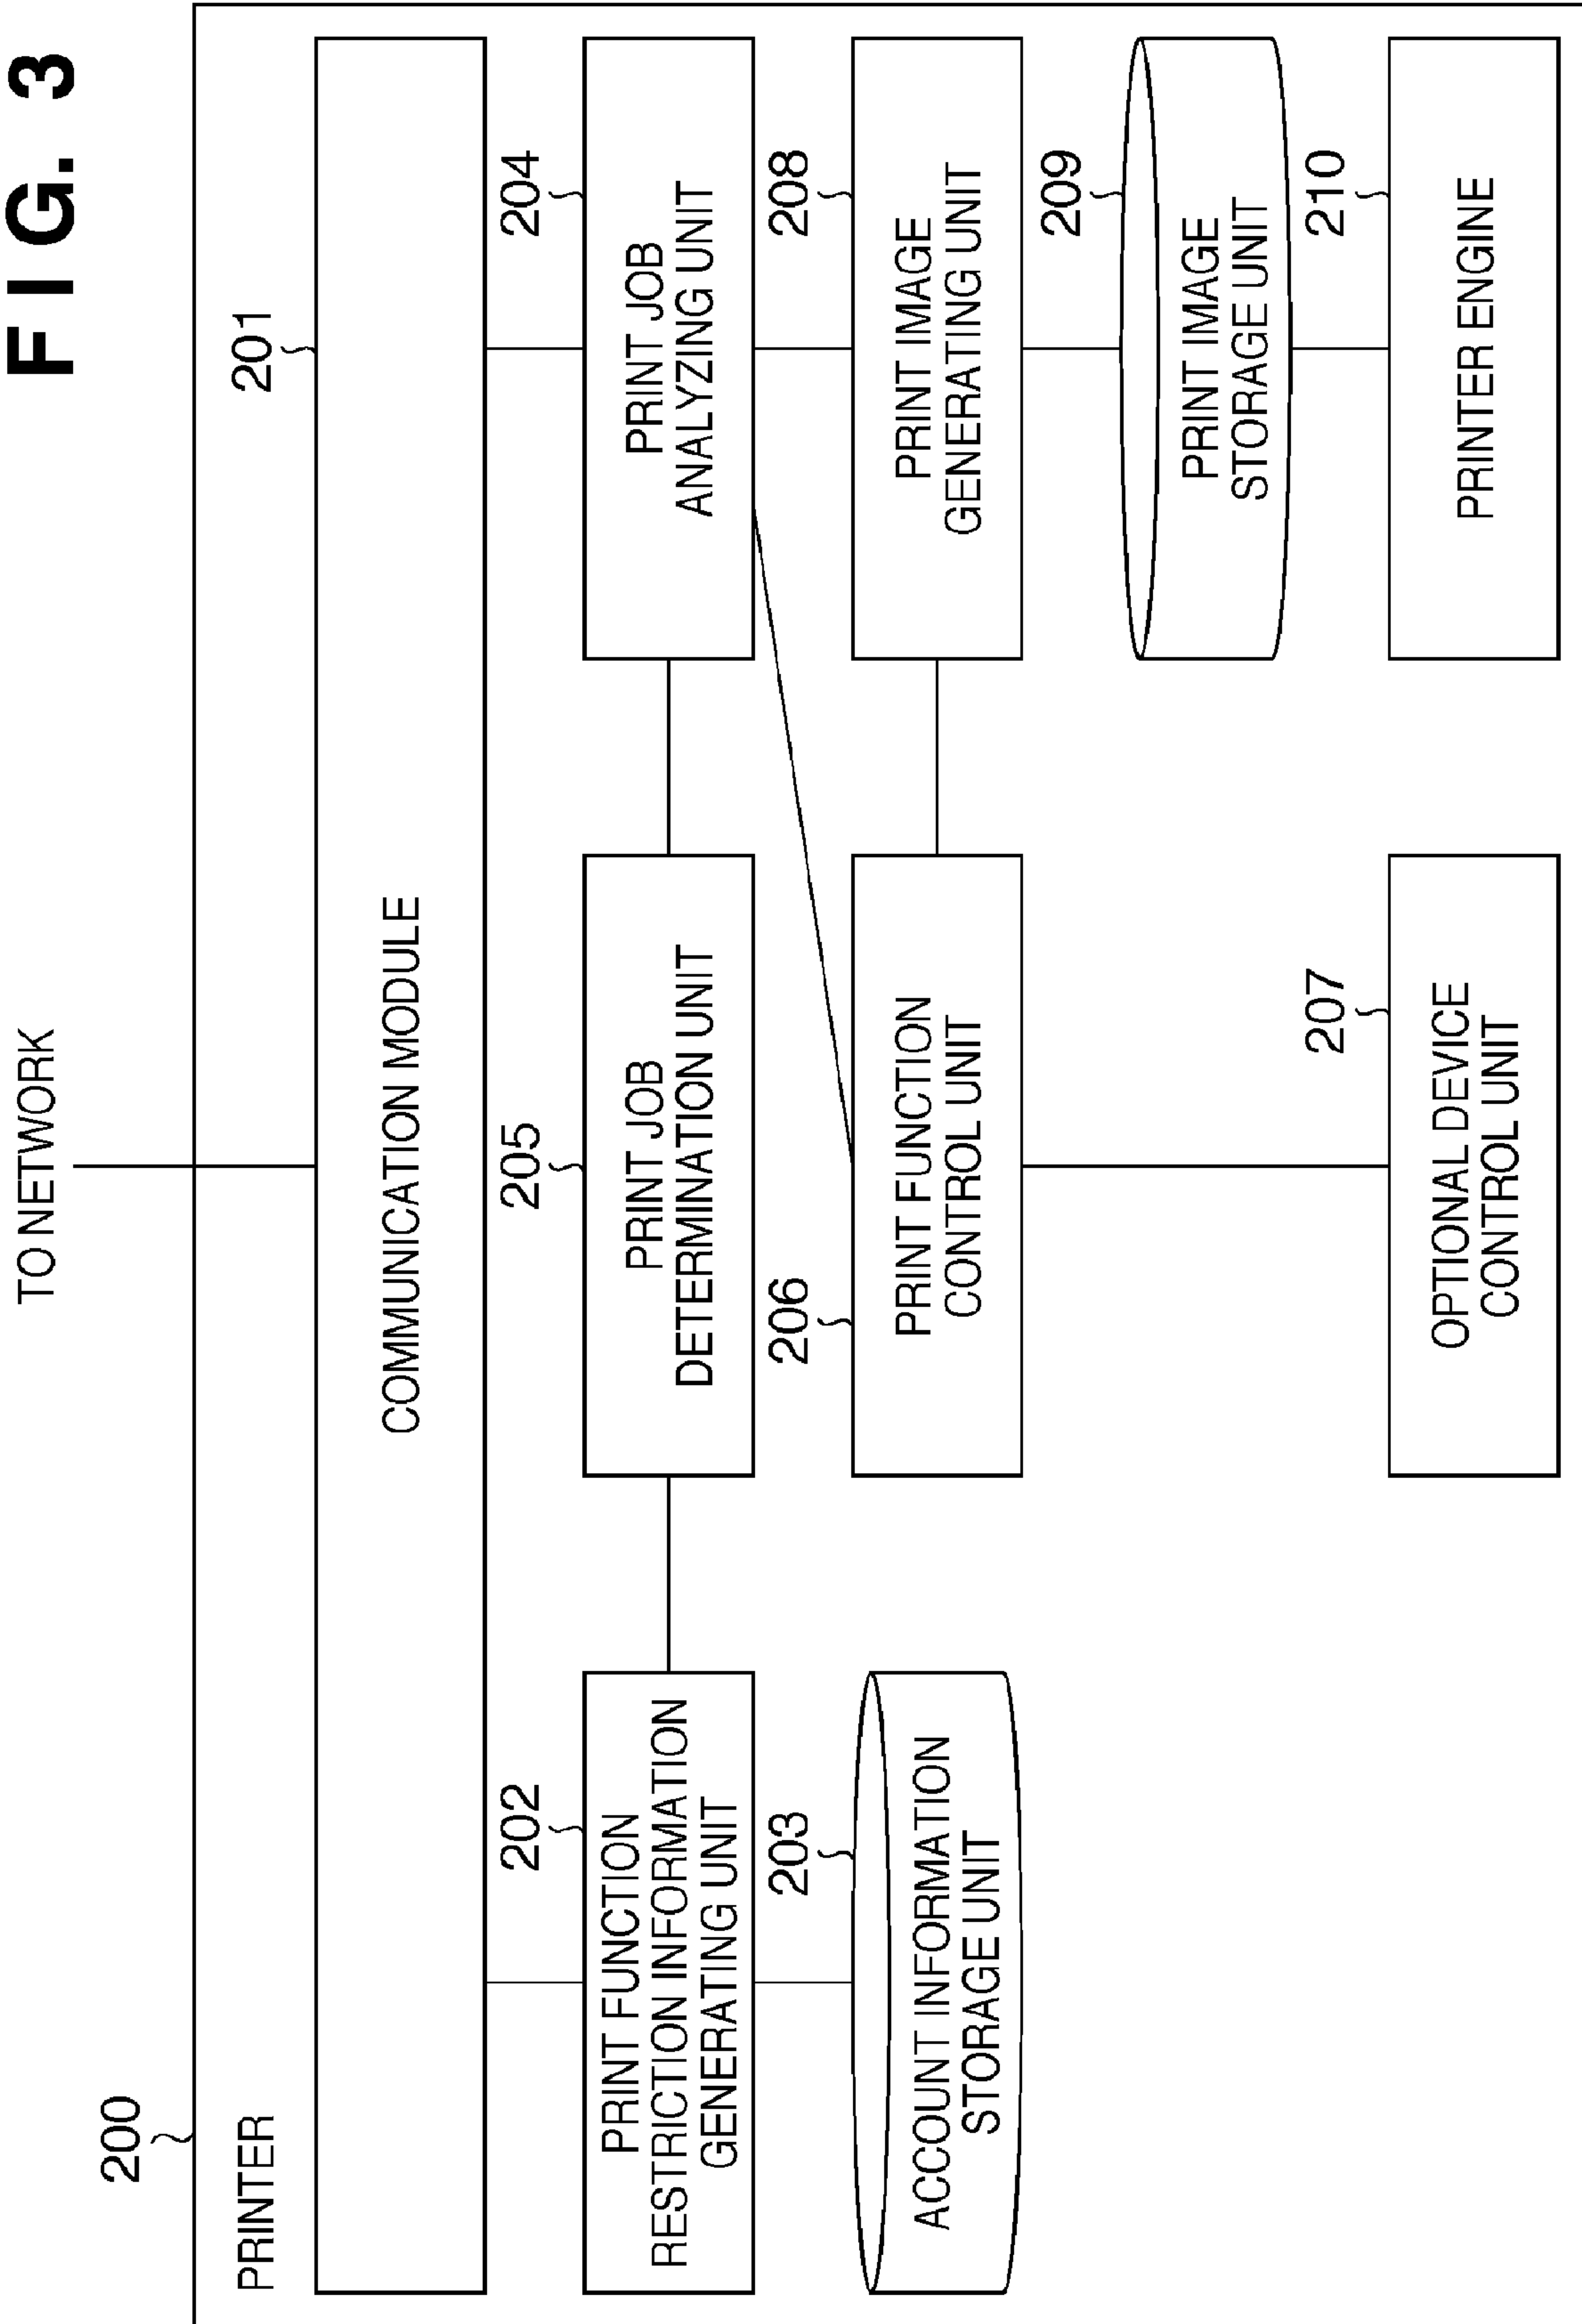 FIG. 3
TO NETWORK
200
PRINTER
201
COMMUNICATION MODULE
202
PRINT FUNCTION
RESTRICTION INFORMATION
GENERATING UNIT
205
PRINT JOB
DETERMINATION UNIT
204
PRINT JOB
ANALYZING UNIT
203
ACCOUNT INFORMATION
STORAGE UNIT
206
PRINT FUNCTION
CONTROL UNIT
208
PRINT IMAGE
GENERATING UNIT
209
PRINT IMAGE
STORAGE UNIT
207
OPTIONAL DEVICE
CONTROL UNIT
210
PRINTER ENGINE